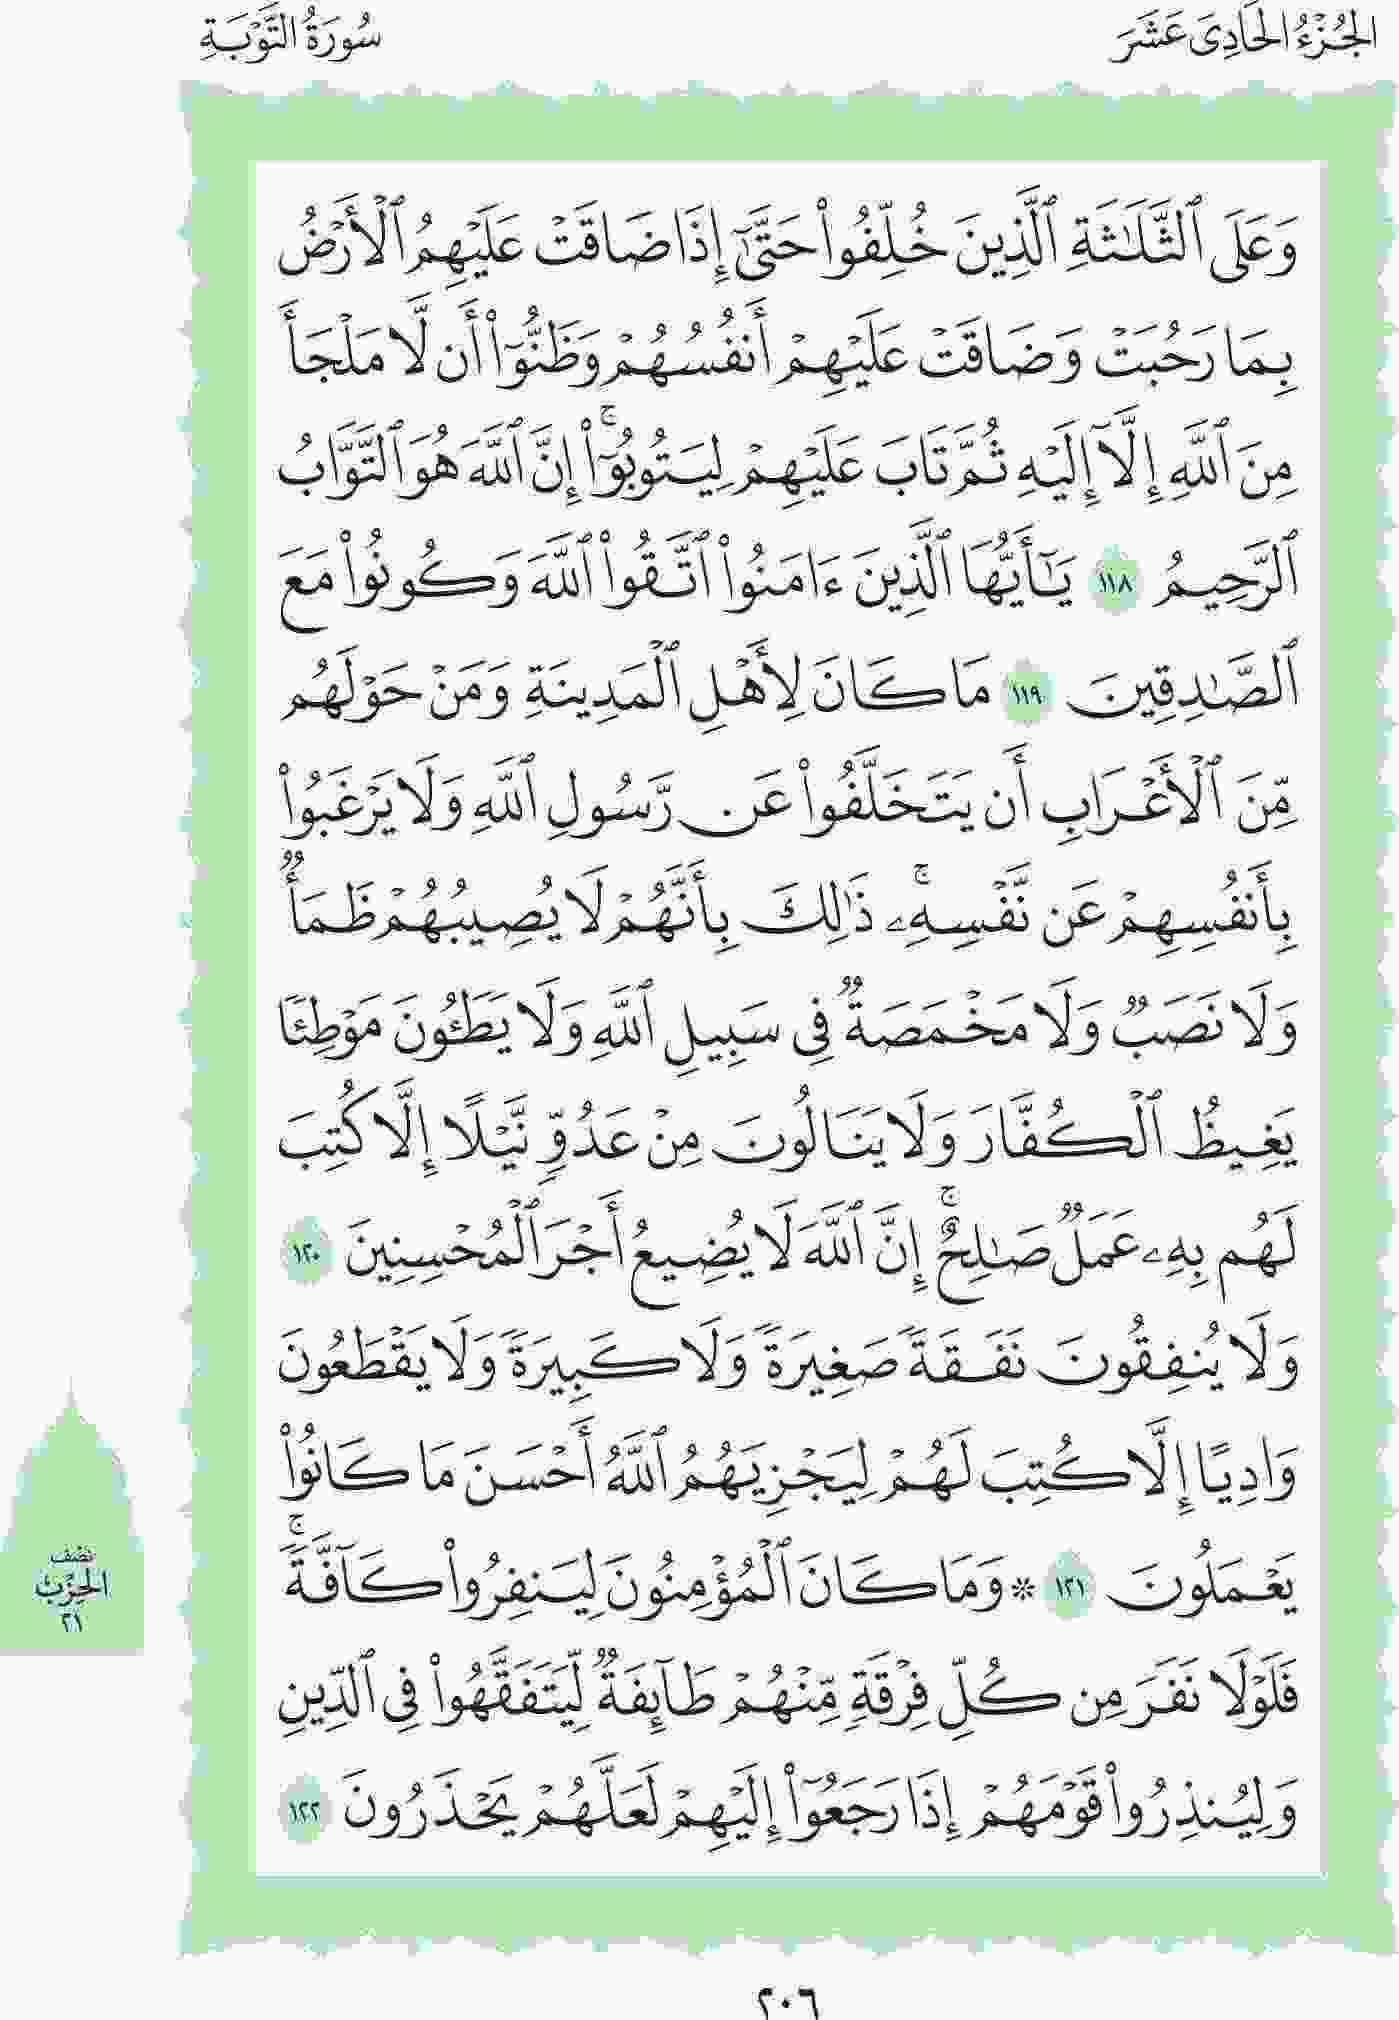 الجُزْءُ الحَادِىَ عَشَرَ
سُورَةُ التَّوْبَةِ
وَعَلَى ٱلثَّلَٰثَةِ ٱلَّذِينَ خُلِّفُوا۟ حَتَّىٰٓ إِذَا ضَاقَتْ عَلَيْهِمُ ٱلْأَرْضُ
بِمَا رَحُبَتْ وَضَاقَتْ عَلَيْهِمْ أَنفُسُهُمْ وَظَنُّوٓا۟ أَن لَّا مَلْجَأَ
مِنَ ٱللَّهِ إِلَّآ إِلَيْهِ ثُمَّ تَابَ عَلَيْهِمْ لِيَتُوبُوٓا۟ ۚ إِنَّ ٱللَّهَ هُوَ ٱلتَّوَّابُ
ٱلرَّحِيمُ ١١٨ يَٰٓأَيُّهَا ٱلَّذِينَ ءَامَنُوا۟ ٱتَّقُوا۟ ٱللَّهَ وَكُونُوا۟ مَعَ
ٱلصَّٰدِقِينَ ١١٩ مَا كَانَ لِأَهْلِ ٱلْمَدِينَةِ وَمَنْ حَوْلَهُم
مِّنَ ٱلْأَعْرَابِ أَن يَتَخَلَّفُوا۟ عَن رَّسُولِ ٱللَّهِ وَلَا يَرْغَبُوا۟
بِأَنفُسِهِمْ عَن نَّفْسِهِۦ ۚ ذَٰلِكَ بِأَنَّهُمْ لَا يُصِيبُهُمْ ظَمَأٌ
وَلَا نَصَبٌ وَلَا مَخْمَصَةٌ فِى سَبِيلِ ٱللَّهِ وَلَا يَطَـُٔونَ مَوْطِئًا
يَغِيظُ ٱلْكُفَّارَ وَلَا يَنَالُونَ مِنْ عَدُوٍّ نَّيْلًا إِلَّا كُتِبَ
لَهُم بِهِۦ عَمَلٌ صَٰلِحٌ ۚ إِنَّ ٱللَّهَ لَا يُضِيعُ أَجْرَ ٱلْمُحْسِنِينَ ١٢٠
وَلَا يُنفِقُونَ نَفَقَةً صَغِيرَةً وَلَا كَبِيرَةً وَلَا يَقْطَعُونَ
وَادِيًا إِلَّا كُتِبَ لَهُمْ لِيَجْزِيَهُمُ ٱللَّهُ أَحْسَنَ مَا كَانُوا۟
يَعْمَلُونَ ١٢١ ۞ وَمَا كَانَ ٱلْمُؤْمِنُونَ لِيَنفِرُوا۟ كَآفَّةً ۚ
فَلَوْلَا نَفَرَ مِن كُلِّ فِرْقَةٍ مِّنْهُمْ طَآئِفَةٌ لِّيَتَفَقَّهُوا۟ فِى ٱلدِّينِ
وَلِيُنذِرُوا۟ قَوْمَهُمْ إِذَا رَجَعُوٓا۟ إِلَيْهِمْ لَعَلَّهُمْ يَحْذَرُونَ ١٢٢
نِصْف
الحِزْب
٢١
٢٠٦